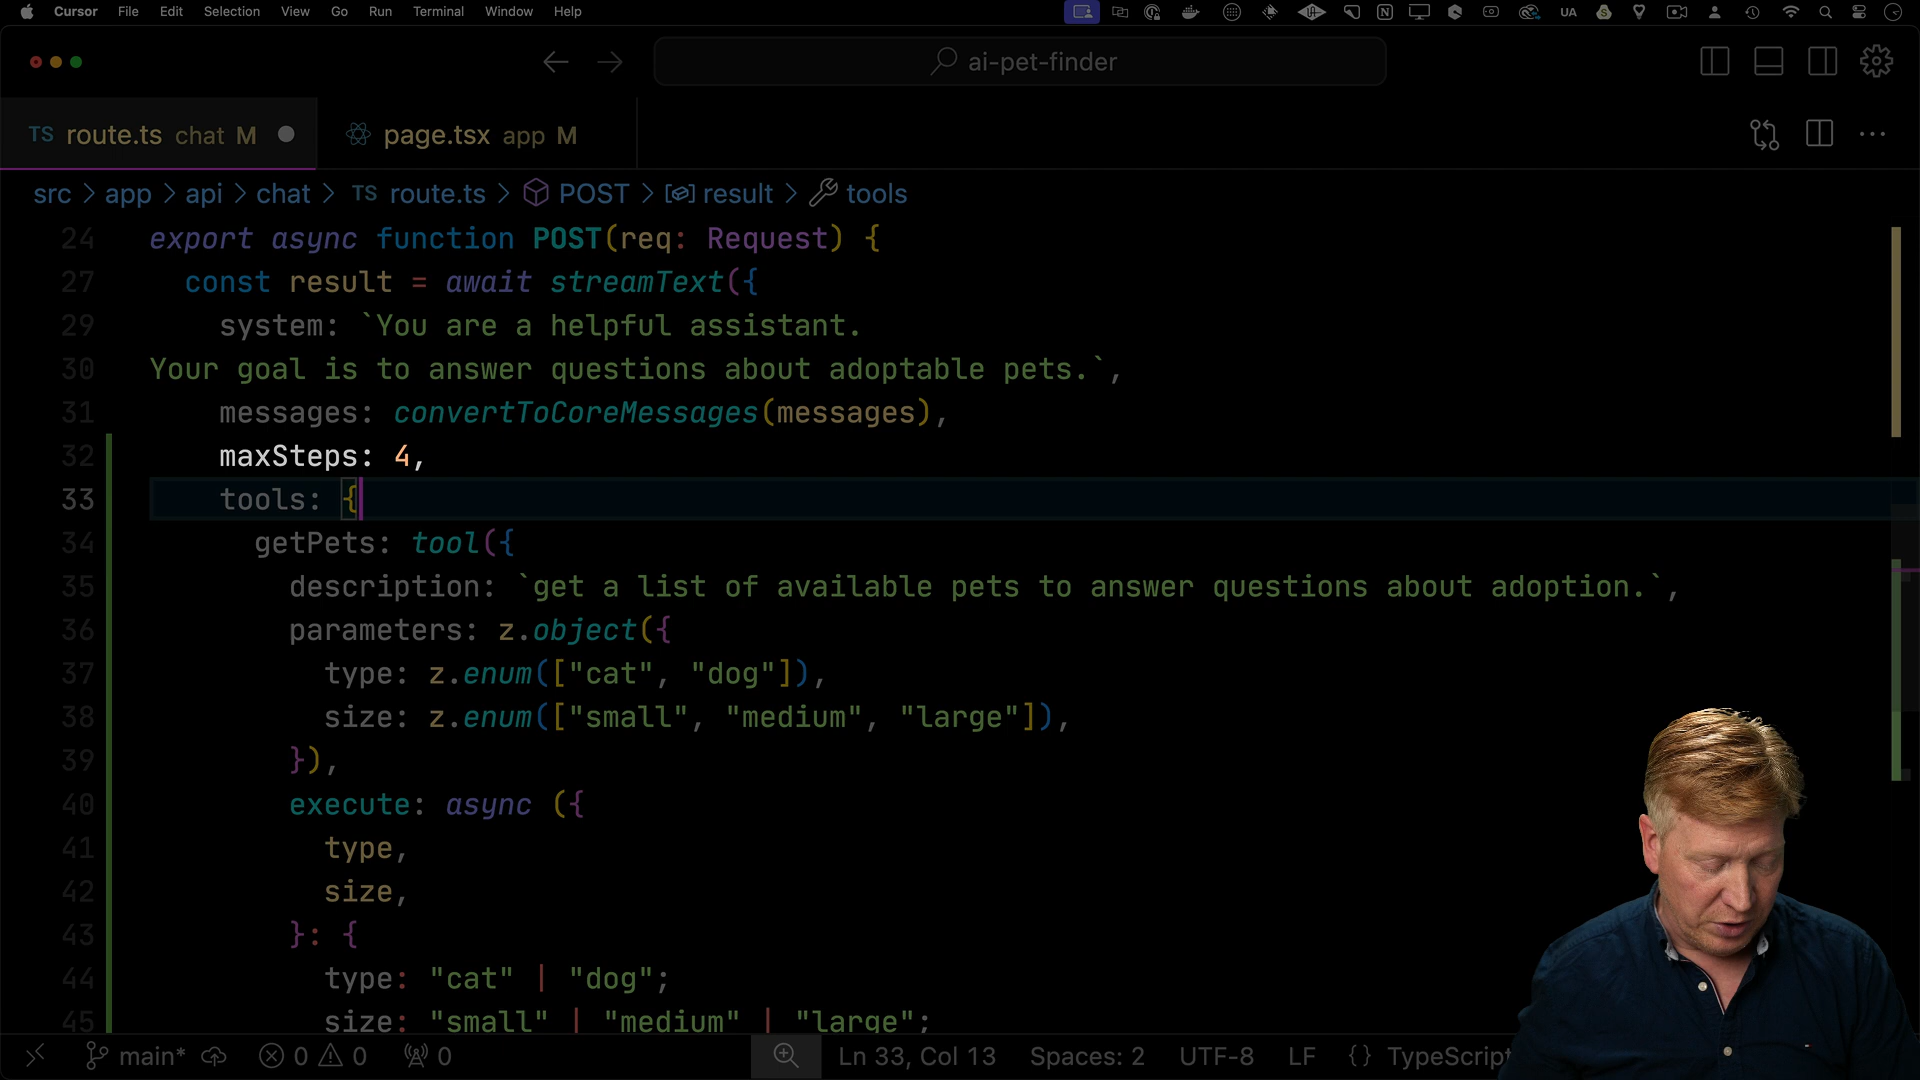 Cursor File Edit Selection View Go Run Terminal Window Help UA
ai-pet-finder
TS route.ts chat M page.tsx app M
src > app > api > chat > TS route.ts > POST > result > tools
24 export async function POST(req: Request) {
27 const result = await streamText({
29 system: `You are a helpful assistant.
30 Your goal is to answer questions about adoptable pets.`,
31 messages: convertToCoreMessages(messages),
32 maxSteps: 4,
33 tools: {
34 getPets: tool({
35 description: `get a list of available pets to answer questions about adoption.`,
36 parameters: z.object({
37 type: z.enum(["cat", "dog"]),
38 size: z.enum(["small", "medium", "large"]),
39 }),
40 execute: async ({
41 type,
42 size,
43 }: {
44 type: "cat" | "dog";
45 size: "small" | "medium" | "large";
main* 0 0 0 Ln 33, Col 13 Spaces: 2 UTF-8 LF {} TypeScript